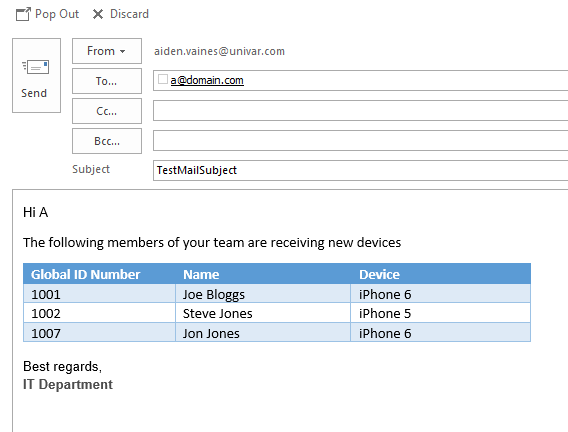 Pop Out Discard
From aiden.vaines@univar.com
Send
To... a@domain.com
Cc...
Bcc...
Subject TestMailSubject
Hi A
The following members of your team are receiving new devices
Global ID Number Name Device
1001 Joe Bloggs iPhone 6
1002 Steve Jones iPhone 5
1007 Jon Jones iPhone 6
Best regards,
IT Department